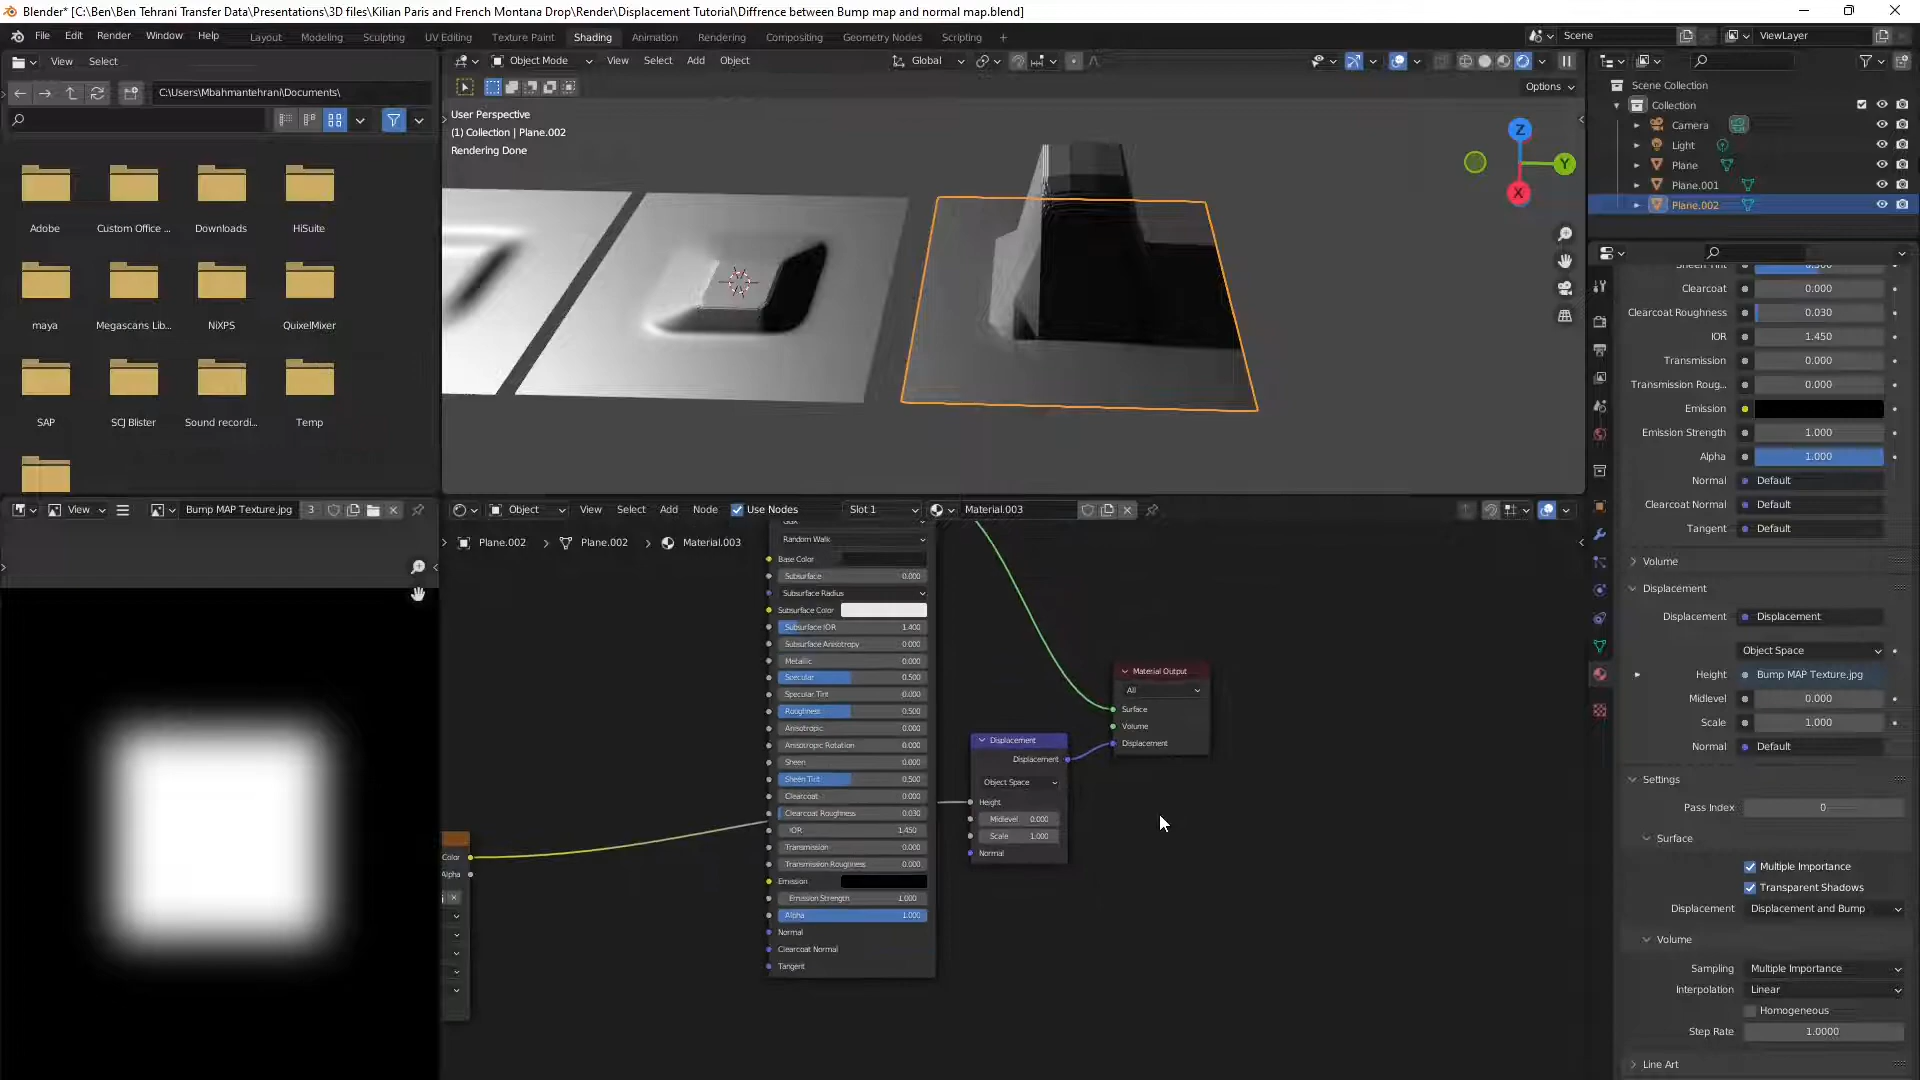 Blender* [C:\Ben\Ben Tehrani Transfer Data\Presentations\3D files\Kilian Paris and French Montana Drop\Render\Displacement Tutorial\Diffrence between Bump map and normal map.blend]
File Edit Render Window Help Layout Modeling Sculpting UV Editing Texture Paint Shading Animation Rendering Compositing Geometry Nodes Scripting + Scene ViewLayer
View Select
Object Mode View Select Add Object Global
C:\Users\Mbahmantehrani\Documents\
Options
User Perspective
(1) Collection | Plane.002
Rendering Done
Z
Y
X
Adobe Custom Office ... Downloads HiSuite
maya Megascans Lib... NiXPS QuixelMixer
SAP SCJ Blister Sound recordi... Temp
Scene Collection
Collection
Camera
Light
Plane
Plane.001
Plane.002
Sheen Tint 0.500
Clearcoat 0.000
Clearcoat Roughness 0.030
IOR 1.450
Transmission 0.000
Transmission Roug... 0.000
Emission
Emission Strength 1.000
Alpha 1.000
Normal Default
Clearcoat Normal Default
Tangent Default
Volume
Displacement
Displacement Displacement
Object Space
Height Bump MAP Texture.jpg
Midlevel 0.000
Scale 1.000
Normal Default
Settings
Pass Index 0
Surface
Multiple Importance
Transparent Shadows
Displacement Displacement and Bump
Volume
Sampling Multiple Importance
Interpolation Linear
Homogeneous
Step Rate 1.0000
Line Art
View Bump MAP Texture.jpg 3
Object View Select Add Node Use Nodes Slot 1 Material.003
Plane.002 > Plane.002 > Material.003
Random Walk
Base Color
Subsurface 0.000
Subsurface Radius
Subsurface Color
Subsurface IOR 1.400
Subsurface Anisotropy 0.000
Metallic 0.000
Specular 0.500
Specular Tint 0.000
Roughness 0.500
Anisotropic 0.000
Anisotropic Rotation 0.000
Sheen 0.000
Sheen Tint 0.500
Clearcoat 0.000
Clearcoat Roughness 0.030
IOR 1.450
Transmission 0.000
Transmission Roughness 0.000
Emission
Emission Strength 1.000
Alpha 1.000
Normal
Clearcoat Normal
Tangent
Color
Alpha
Displacement
Displacement
Object Space
Height
Midlevel 0.000
Scale 1.000
Normal
Material Output
All
Surface
Volume
Displacement